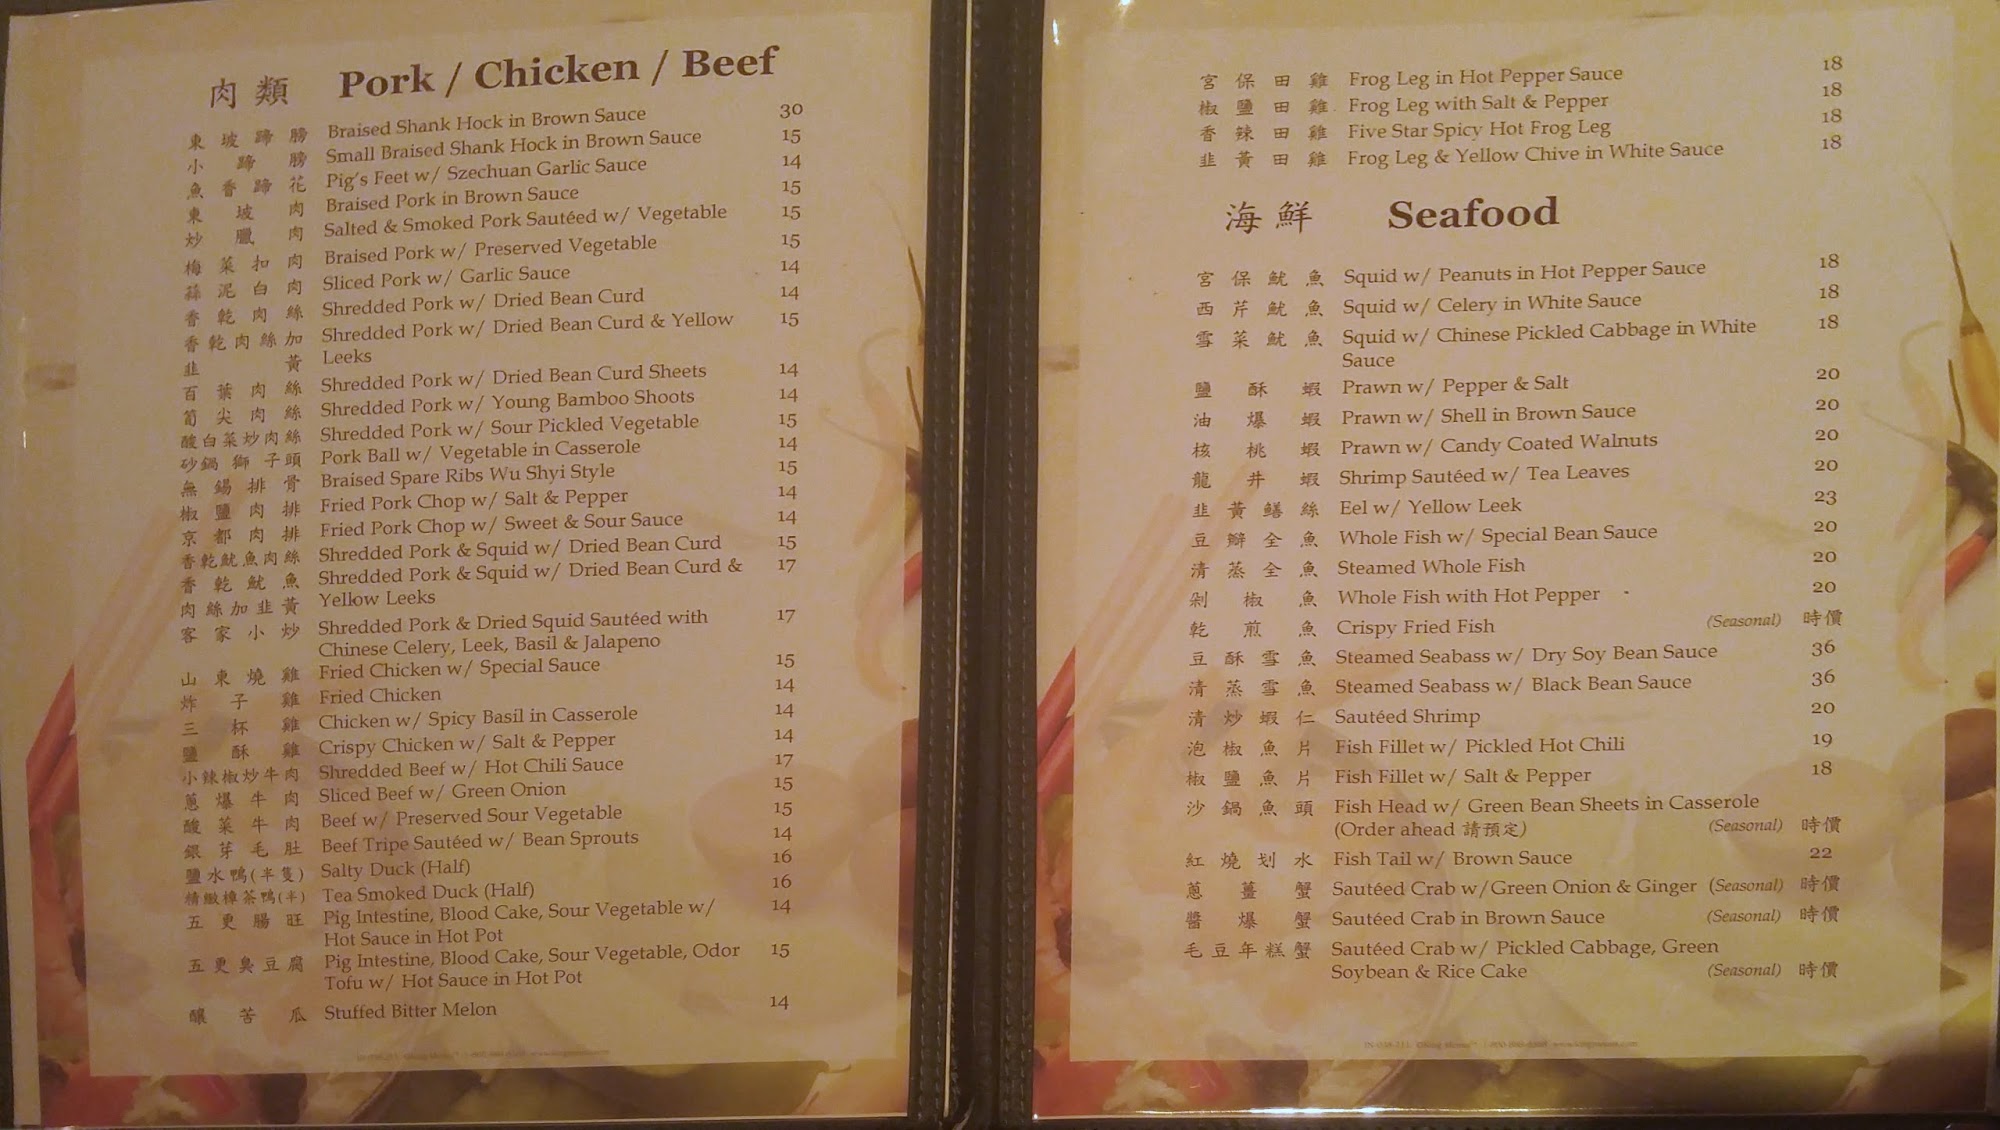 肉類 Pork / Chicken / Beef
東坡蹄膀 Braised Shank Hock in Brown Sauce 30
小蹄膀 Small Braised Shank Hock in Brown Sauce 15
魚香蹄花 Pig's Feet w/ Szechuan Garlic Sauce 14
東坡肉 Braised Pork in Brown Sauce 15
炒臘肉 Salted & Smoked Pork Sautéed w/ Vegetable 15
梅菜扣肉 Braised Pork w/ Preserved Vegetable 15
蒜泥白肉 Sliced Pork w/ Garlic Sauce 14
香乾肉絲 Shredded Pork w/ Dried Bean Curd 14
香乾肉絲加 Shredded Pork w/ Dried Bean Curd & Yellow 15
韭黃 Leeks
百葉肉絲 Shredded Pork w/ Dried Bean Curd Sheets 14
筍尖肉絲 Shredded Pork w/ Young Bamboo Shoots 14
酸白菜炒肉絲 Shredded Pork w/ Sour Pickled Vegetable 15
砂鍋獅子頭 Pork Ball w/ Vegetable in Casserole 14
無錫排骨 Braised Spare Ribs Wu Shyi Style 15
椒鹽肉排 Fried Pork Chop w/ Salt & Pepper 14
京都肉排 Fried Pork Chop w/ Sweet & Sour Sauce 14
香乾魷魚肉絲 Shredded Pork & Squid w/ Dried Bean Curd 15
香乾魷魚 Shredded Pork & Squid w/ Dried Bean Curd & 17
肉絲加韭黃 Yellow Leeks
客家小炒 Shredded Pork & Dried Squid Sautéed with 17
Chinese Celery, Leek, Basil & Jalapeno
山東燒雞 Fried Chicken w/ Special Sauce 15
炸子雞 Fried Chicken 14
三杯雞 Chicken w/ Spicy Basil in Casserole 14
鹽酥雞 Crispy Chicken w/ Salt & Pepper 14
小辣椒炒牛肉 Shredded Beef w/ Hot Chili Sauce 17
蔥爆牛肉 Sliced Beef w/ Green Onion 15
酸菜牛肉 Beef w/ Preserved Sour Vegetable 15
銀芽毛肚 Beef Tripe Sautéed w/ Bean Sprouts 14
鹽水鴨(半隻) Salty Duck (Half) 16
精緻樟茶鴨(半) Tea Smoked Duck (Half) 16
五更腸旺 Pig Intestine, Blood Cake, Sour Vegetable w/ 14
Hot Sauce in Hot Pot
五更臭豆腐 Pig Intestine, Blood Cake, Sour Vegetable, Odor 15
Tofu w/ Hot Sauce in Hot Pot
釀苦瓜 Stuffed Bitter Melon 14
宮保田雞 Frog Leg in Hot Pepper Sauce 18
椒鹽田雞 Frog Leg with Salt & Pepper 18
香辣田雞 Five Star Spicy Hot Frog Leg 18
韭黃田雞 Frog Leg & Yellow Chive in White Sauce 18
海鮮 Seafood
宮保魷魚 Squid w/ Peanuts in Hot Pepper Sauce 18
西芹魷魚 Squid w/ Celery in White Sauce 18
雪菜魷魚 Squid w/ Chinese Pickled Cabbage in White 18
Sauce
鹽酥蝦 Prawn w/ Pepper & Salt 20
油爆蝦 Prawn w/ Shell in Brown Sauce 20
核桃蝦 Prawn w/ Candy Coated Walnuts 20
龍井蝦 Shrimp Sautéed w/ Tea Leaves 20
韭黃鱔絲 Eel w/ Yellow Leek 23
豆瓣全魚 Whole Fish w/ Special Bean Sauce 20
清蒸全魚 Steamed Whole Fish 20
剁椒魚 Whole Fish with Hot Pepper 20
乾煎魚 Crispy Fried Fish (Seasonal) 時價
豆酥雪魚 Steamed Seabass w/ Dry Soy Bean Sauce 36
清蒸雪魚 Steamed Seabass w/ Black Bean Sauce 36
清炒蝦仁 Sautéed Shrimp 20
泡椒魚片 Fish Fillet w/ Pickled Hot Chili 19
椒鹽魚片 Fish Fillet w/ Salt & Pepper 18
沙鍋魚頭 Fish Head w/ Green Bean Sheets in Casserole
(Order ahead 請預定) (Seasonal) 時價
紅燒划水 Fish Tail w/ Brown Sauce 22
蔥薑蟹 Sautéed Crab w/Green Onion & Ginger (Seasonal) 時價
醬爆蟹 Sautéed Crab in Brown Sauce (Seasonal) 時價
毛豆年糕蟹 Sautéed Crab w/ Pickled Cabbage, Green
Soybean & Rice Cake (Seasonal) 時價